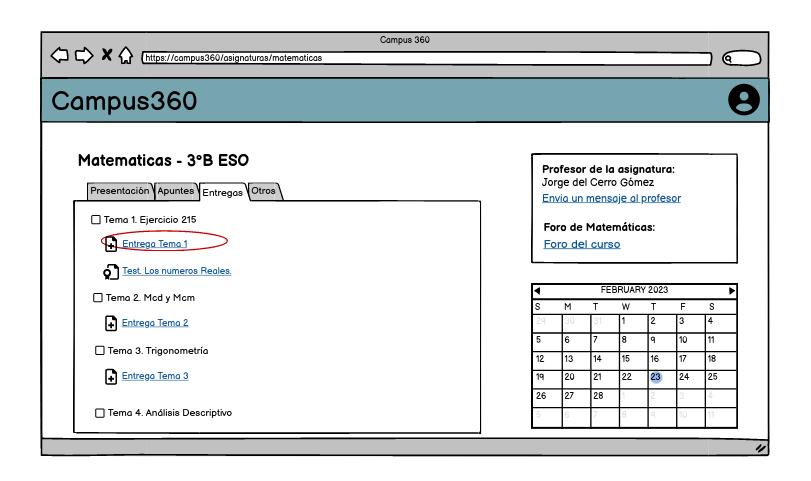 Campus 360
https://campus360/asignaturas/matematicas
Campus360
Matematicas - 3ºB ESO
Presentación Apuntes Entregas Otros
Tema 1. Ejercicio 215
Entrega Tema 1
Test. Los numeros Reales.
Tema 2. Mcd y Mcm
Entrega Tema 2
Tema 3. Trigonometría
Entrega Tema 3
Tema 4. Análisis Descriptivo
Profesor de la asignatura:
Jorge del Cerro Gómez
Envia un mensaje al profesor
Foro de Matemáticas:
Foro del curso
FEBRUARY 2023
S M T W T F S
29 30 31 1 2 3 4
5 6 7 8 9 10 11
12 13 14 15 16 17 18
19 20 21 22 23 24 25
26 27 28 1 2 3 4
5 6 7 8 9 10 11